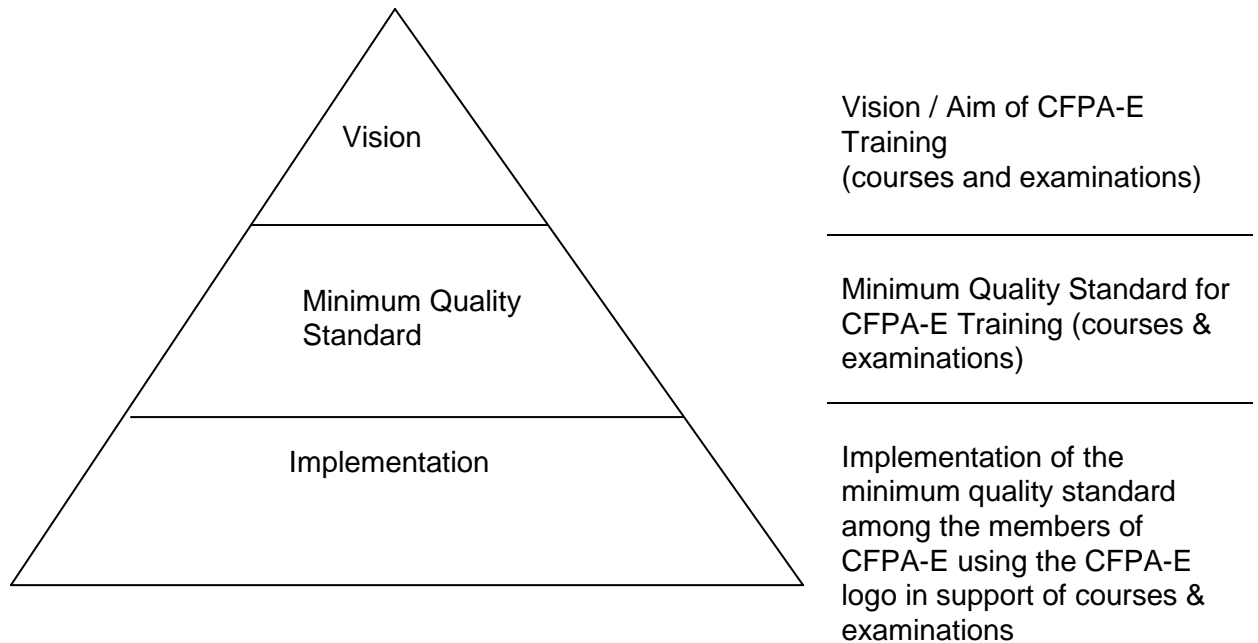 Vision
Minimum Quality
Standard
Implementation
Vision / Aim of CFPA-E
Training
(courses and examinations)
Minimum Quality Standard for
CFPA-E Training (courses &
examinations)
Implementation of the
minimum quality standard
among the members of
CFPA-E using the CFPA-E
logo in support of courses &
examinations